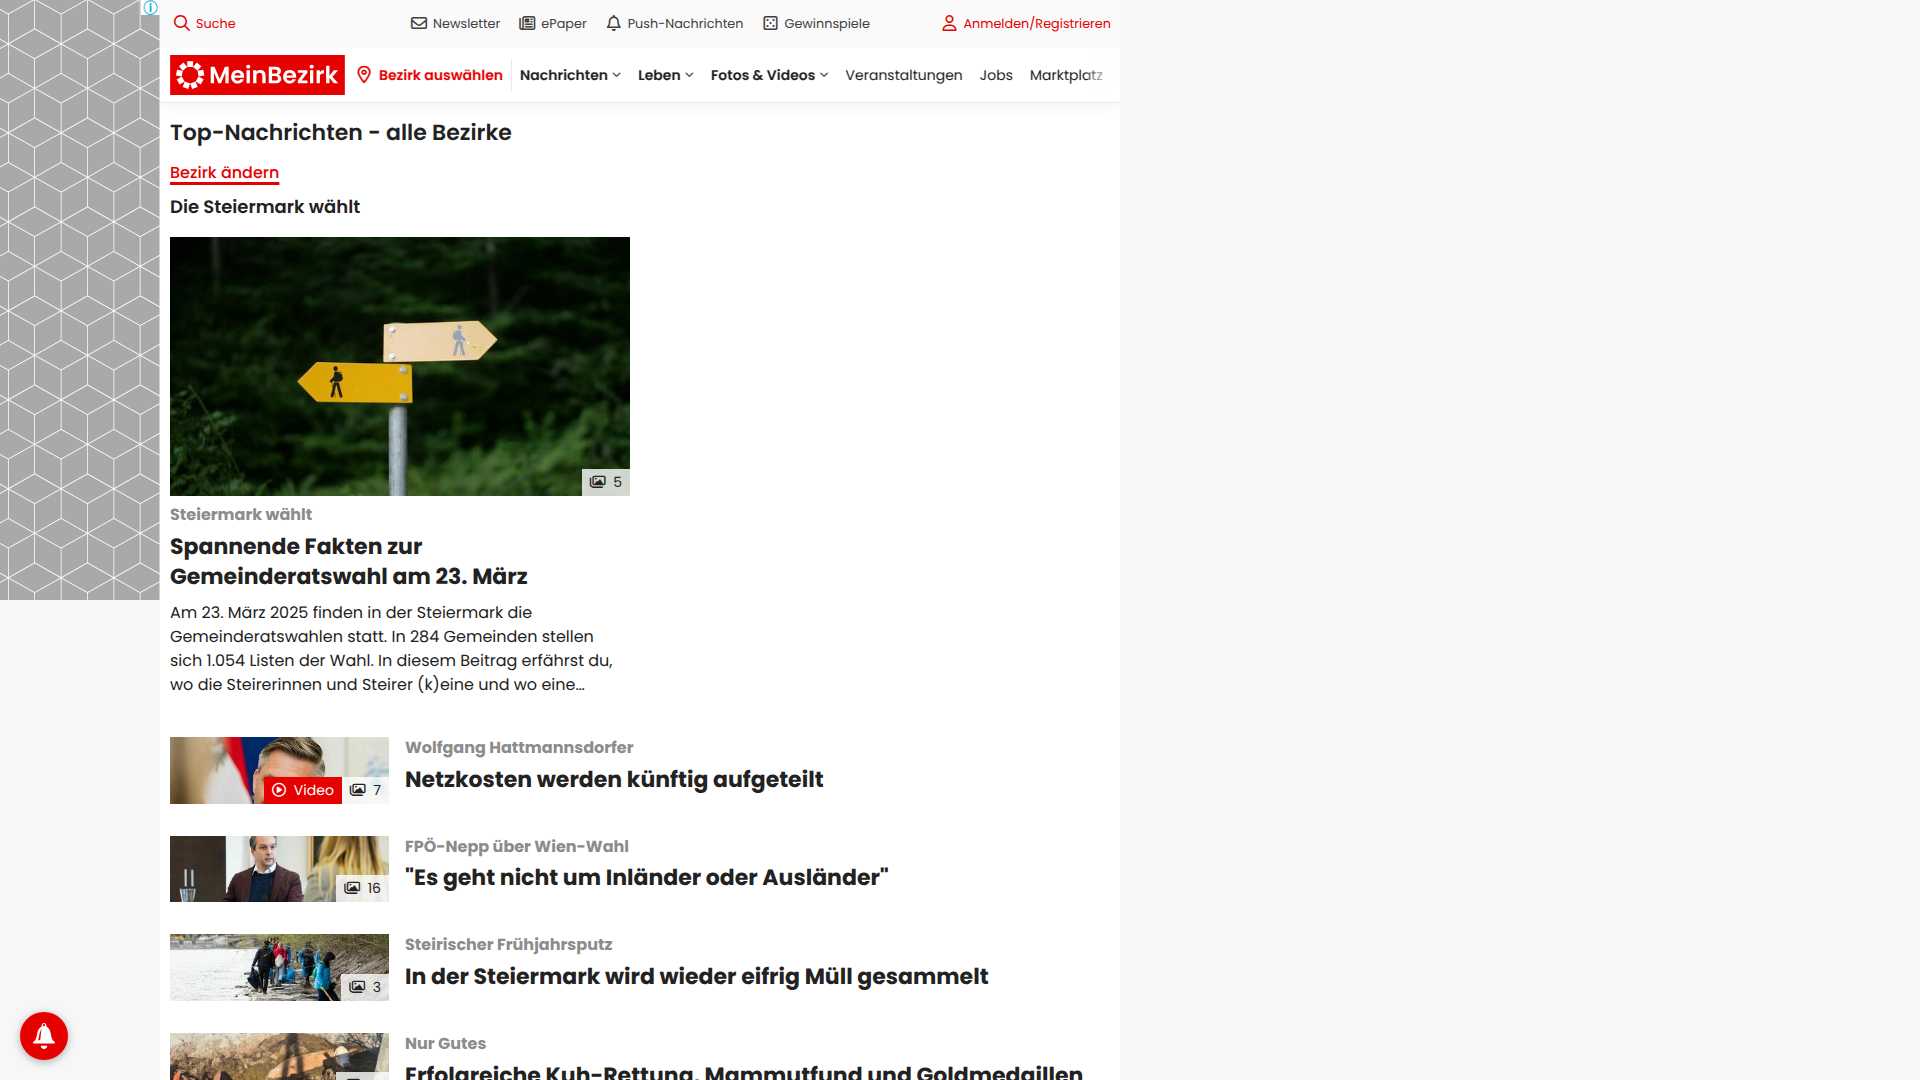 Suche
Newsletter
ePaper
Push-Nachrichten
Gewinnspiele
Anmelden/Registrieren
MeinBezirk
Bezirk auswählen
Nachrichten
Leben
Fotos & Videos
Veranstaltungen
Jobs
Marktplatz
Top-Nachrichten - alle Bezirke
Bezirk ändern
Die Steiermark wählt
5
Steiermark wählt
Spannende Fakten zur
Gemeinderatswahl am 23. März
Am 23. März 2025 finden in der Steiermark die
Gemeinderatswahlen statt. In 284 Gemeinden stellen
sich 1.054 Listen der Wahl. In diesem Beitrag erfährst du,
wo die Steirerinnen und Steirer (k)eine und wo eine…
Video
7
Wolfgang Hattmannsdorfer
Netzkosten werden künftig aufgeteilt
16
FPÖ-Nepp über Wien-Wahl
"Es geht nicht um Inländer oder Ausländer"
3
Steirischer Frühjahrsputz
In der Steiermark wird wieder eifrig Müll gesammelt
Nur Gutes
Erfolgreiche Kuh-Rettung, Mammutfund und Goldmedaillen